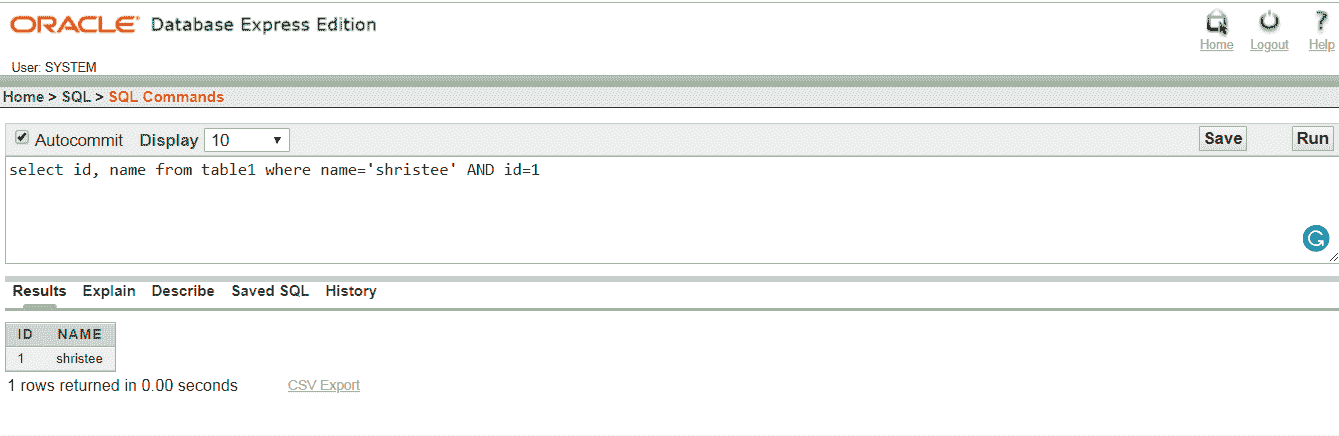 ORACLE Database Express Edition
Home Logout Help
User: SYSTEM
Home > SQL > SQL Commands
Autocommit Display 10 Save Run
select id, name from table1 where name='shristee' AND id=1
Results Explain Describe Saved SQL History
ID NAME
1 shristee
1 rows returned in 0.00 seconds CSV Export